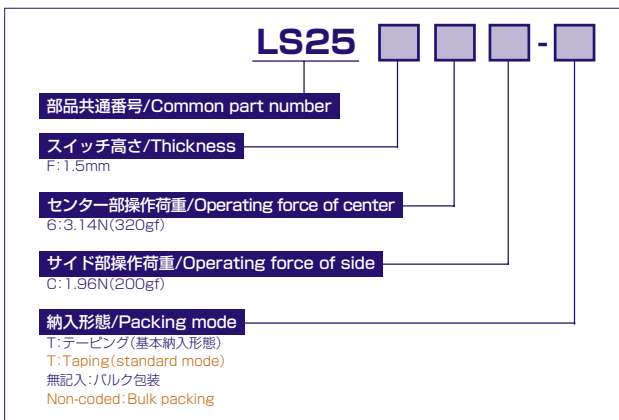 LS25 -
部品共通番号/Common part number
スイッチ高さ/Thickness
F:1.5mm
センター部操作荷重/Operating force of center
6:3.14N(320gf)
サイド部操作荷重/Operating force of side
C:1.96N(200gf)
納入形態/Packing mode
T:テーピング(基本納入形態)
T:Taping(standard mode)
無記入:バルク包装
Non-coded:Bulk packing